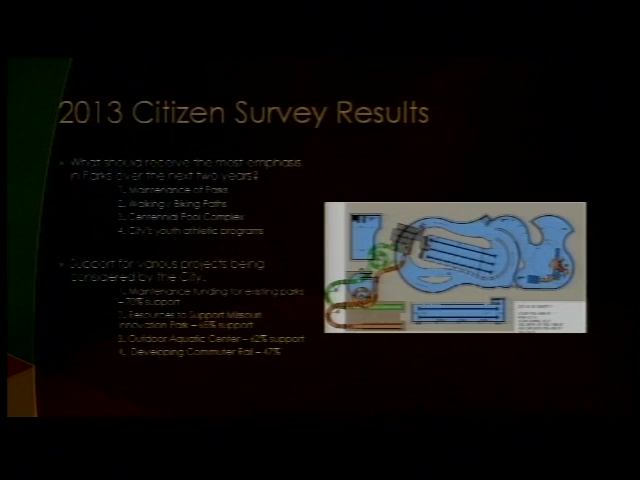 2013 Citizen Survey Results
What should receive the most emphasis
in Parks over the next two years?
1. Maintenance of Parks
2. Walking / Biking Paths
3. Centennial Pool Complex
4. City's youth athletic programs
Support for various projects being
considered by the City.
1. Maintenance funding for existing parks
– 70% support
2. Resources to Support Missouri
Innovation Park – 65% support
3. Outdoor Aquatic Center – 62% support
4. Developing Commuter Rail – 47%